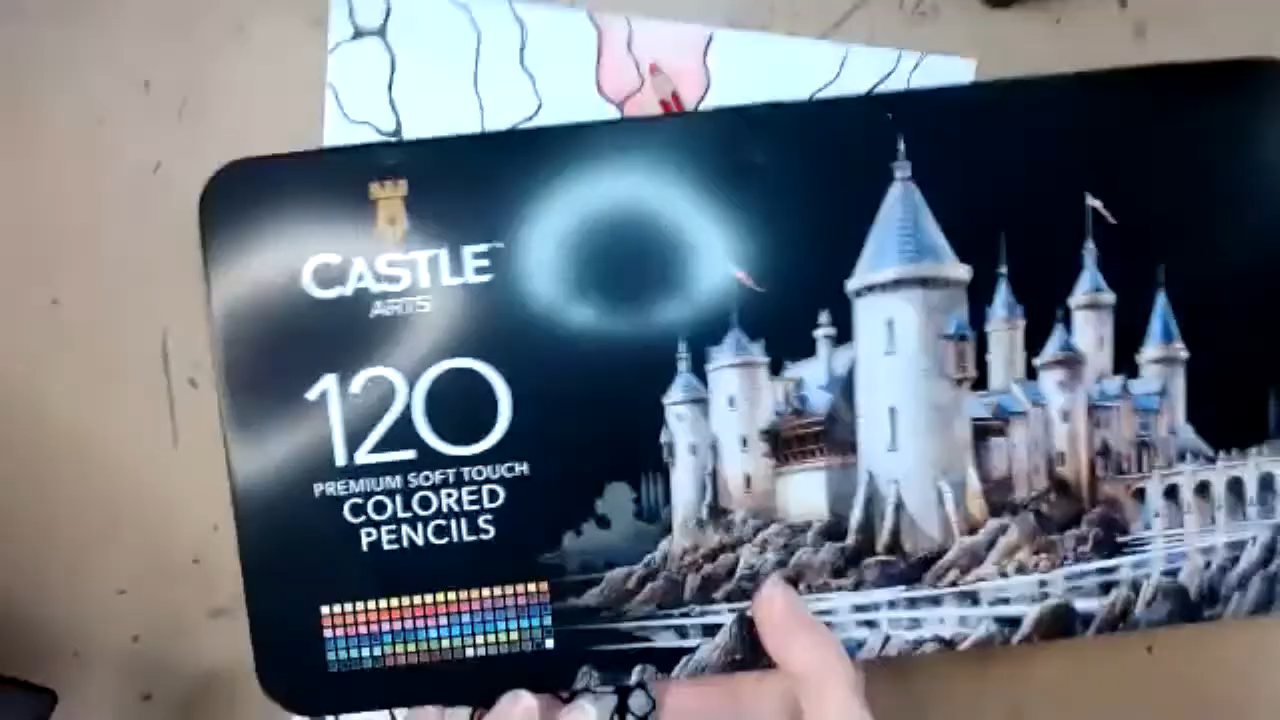 CASTLE™
ARTS
120
PREMIUM SOFT TOUCH
COLORED
PENCILS